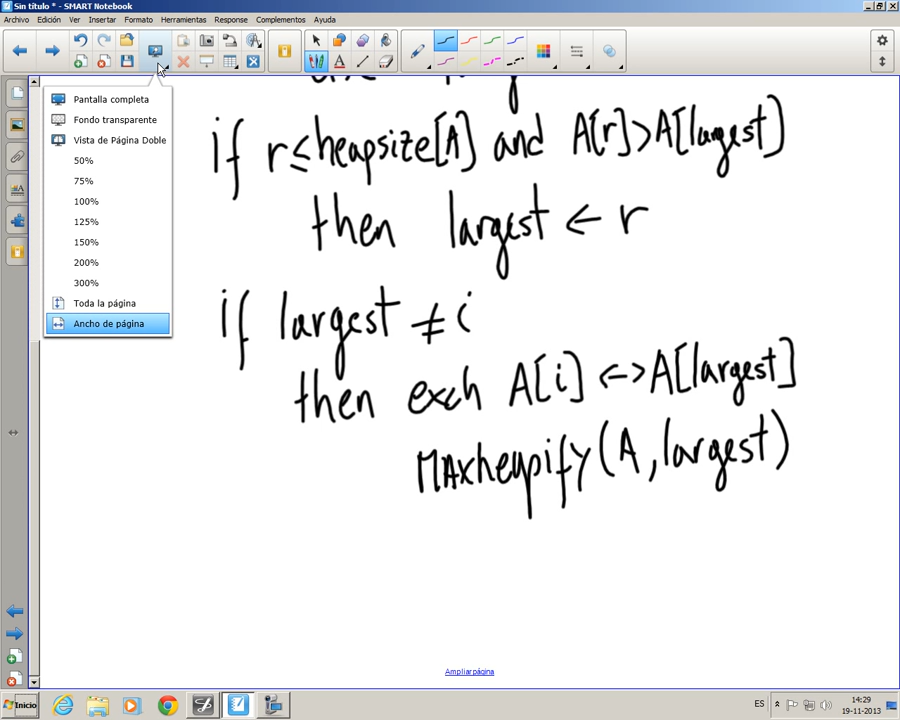 Sin título * - SMART Notebook
Archivo Edición Ver Insertar Formato Herramientas Response Complementos Ayuda
Pantalla completa
Fondo transparente
Vista de Página Doble
50%
75%
100%
125%
150%
200%
300%
Toda la página
Ancho de página
if r≤heapsize[A] and A[r]>A[largest]
then largest ← r
if largest ≠ i
then exch A[i] <-> A[largest]
MAxheapify(A, largest)
Ampliar página
Inicio
ES
14:29
19-11-2013